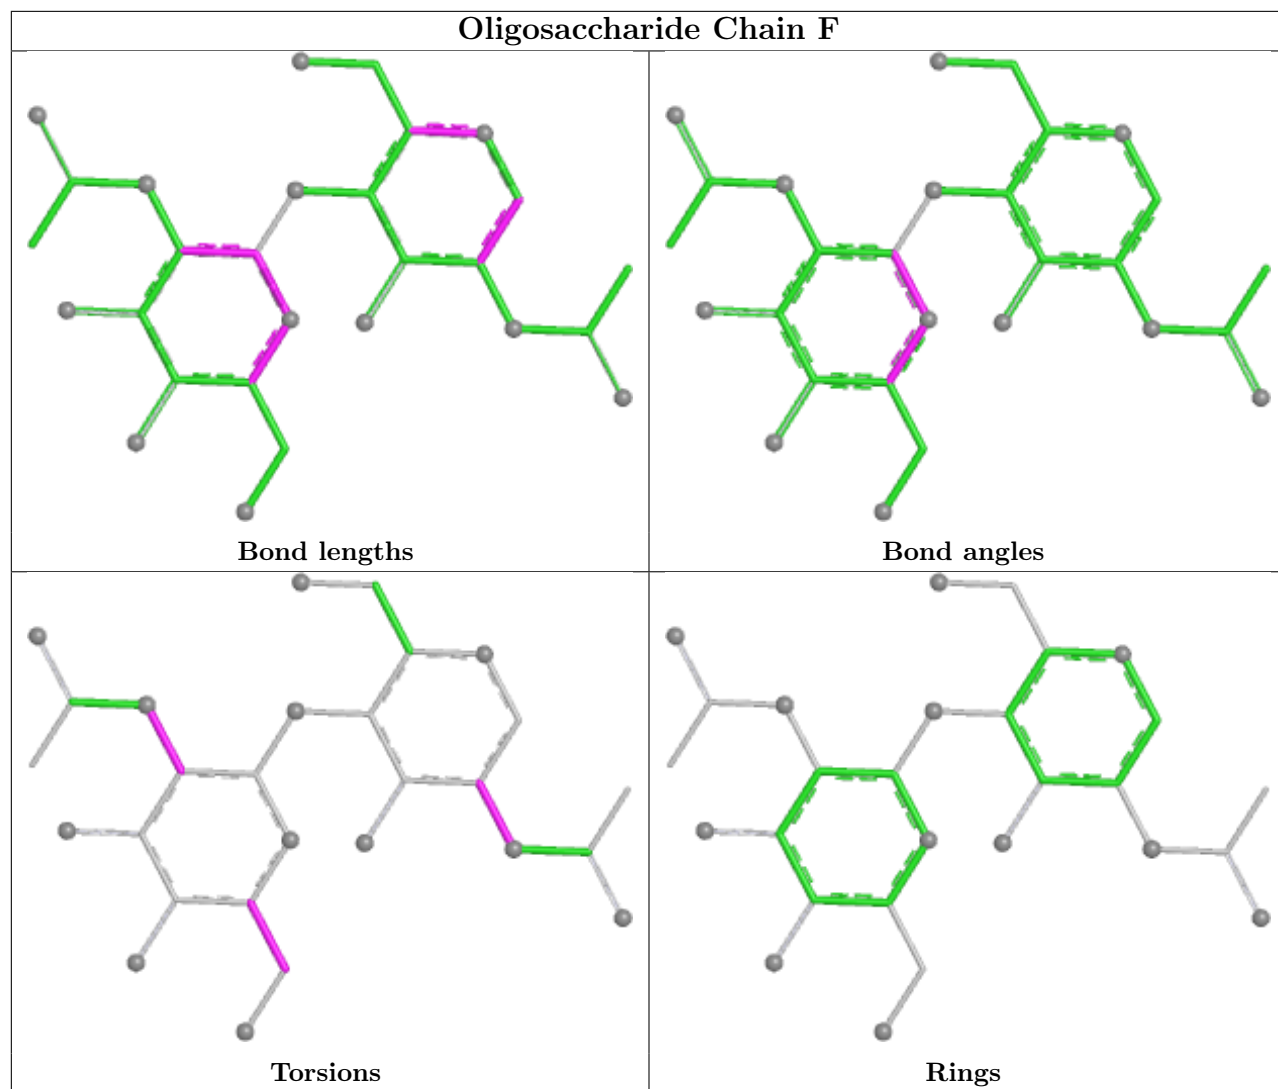 Oligosaccharide Chain F
Bond lengths
Bond angles
Torsions
Rings